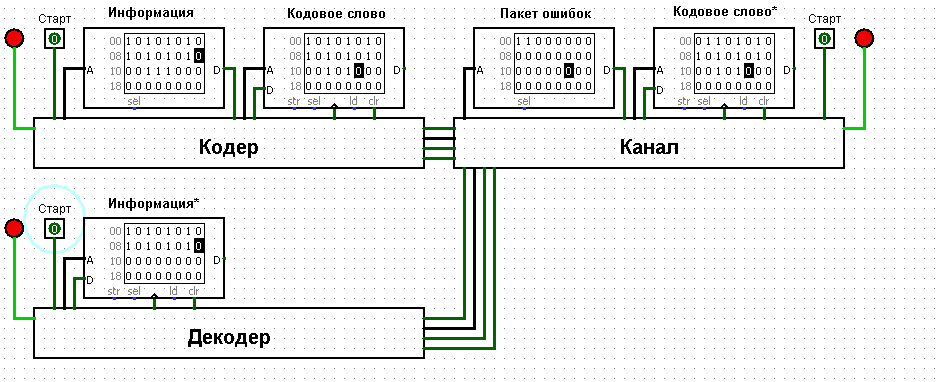 Старт
Информация
00 1 0 1 0 1 0 1 0
08 1 0 1 0 1 0 1 0
10 0 0 1 1 1 0 0 0
18 0 0 0 0 0 0 0 0
A
D
sel
Кодовое слово
00 1 0 1 0 1 0 1 0
08 1 0 1 0 1 0 1 0
10 0 0 1 0 1 0 0 0
18 0 0 0 0 0 0 0 0
A
D
D
str sel ld clr
Кодер
Пакет ошибок
00 1 1 0 0 0 0 0 0
08 0 0 0 0 0 0 0 0
10 0 0 0 0 0 0 0 0
18 0 0 0 0 0 0 0 0
A
D
sel
Кодовое слово*
00 0 1 1 0 1 0 1 0
08 1 0 1 0 1 0 1 0
10 0 0 1 0 1 0 0 0
18 0 0 0 0 0 0 0 0
A
D
D
str sel ld clr
Старт
Канал
Старт
Информация*
00 1 0 1 0 1 0 1 0
08 1 0 1 0 1 0 1 0
10 0 0 0 0 0 0 0 0
18 0 0 0 0 0 0 0 0
A
D
D
str sel ld clr
Декодер